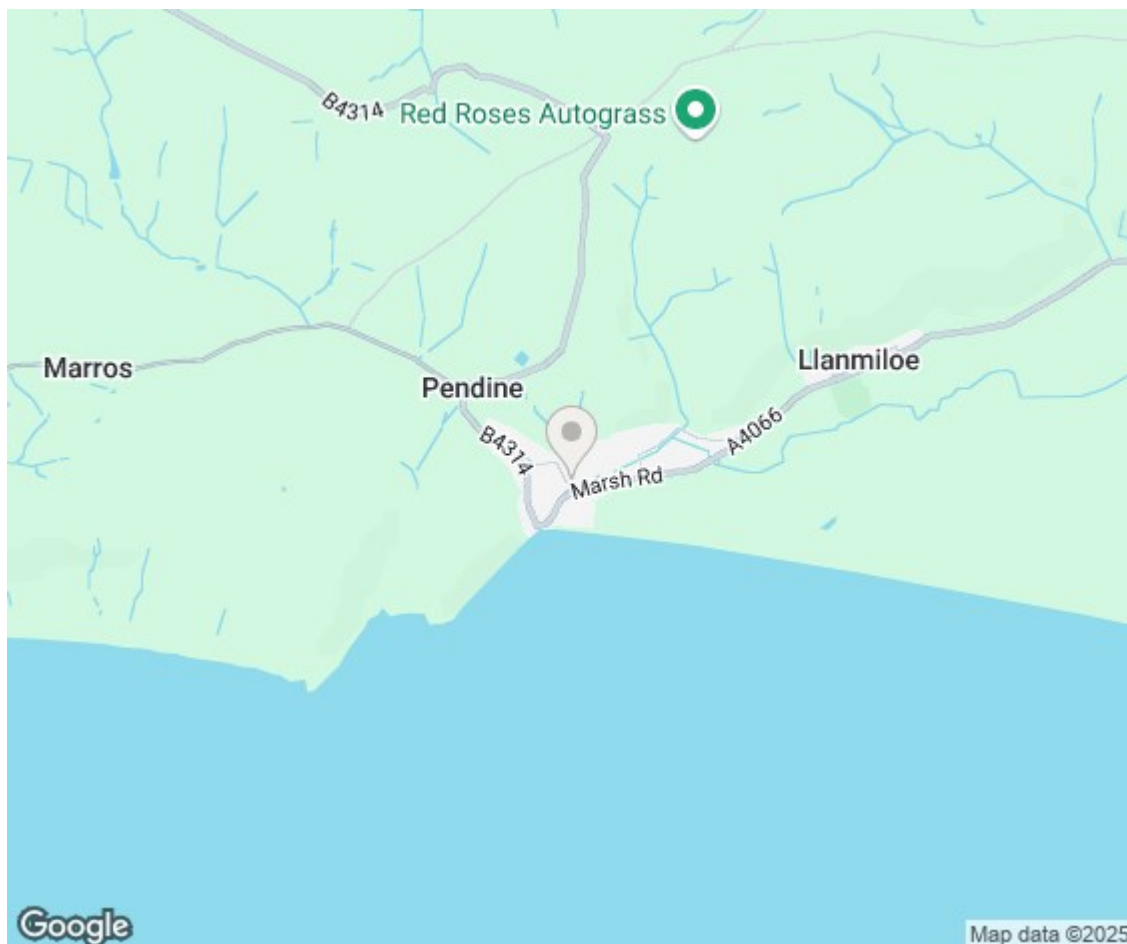 B4314
Red Roses Autograss
Marros
Pendine
Llanmiloe
B4314
A4066
Marsh Rd
Google
Map data ©2025